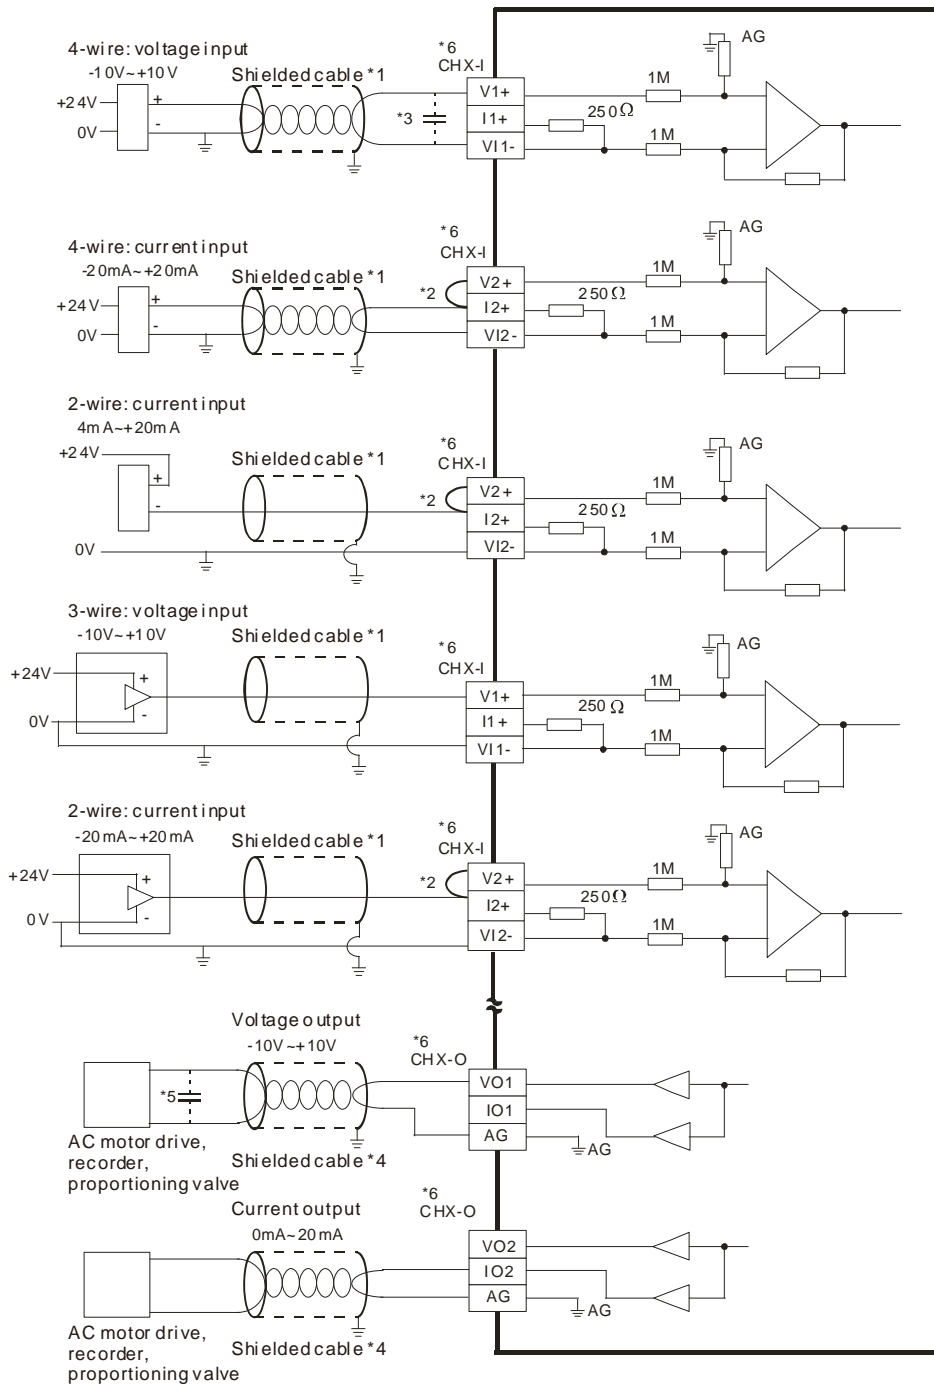 4-wire: voltage input
-10V~+10V
*6
CHX-I
AG
Shielded cable *1
1M
+24V
+
V1+
*3
I1+
250Ω
0V
-
VI1-
1M
4-wire: current input
-20mA~+20mA
*6
CHX-I
AG
Shielded cable *1
1M
+24V
+
*2
V2+
I2+
250Ω
0V
-
VI2-
1M
2-wire: current input
4mA~+20mA
+24V
*6
CHX-I
AG
Shielded cable *1
1M
+
*2
V2+
-
I2+
250Ω
0V
VI2-
1M
3-wire: voltage input
-10V~+10V
*6
CHX-I
AG
Shielded cable *1
1M
+24V
+
V1+
I1+
250Ω
0V
-
VI1-
1M
2-wire: current input
-20mA~+20mA
*6
CHX-I
AG
Shielded cable *1
1M
+24V
+
*2
V2+
I2+
250Ω
0V
-
VI2-
1M
Voltage output
-10V~+10V
*6
CHX-O
*5
VO1
IO1
AG
AG
AC motor drive,
recorder,
proportioning valve
Shielded cable *4
Current output
0mA~20mA
*6
CHX-O
VO2
IO2
AG
AG
AC motor drive,
recorder,
proportioning valve
Shielded cable *4